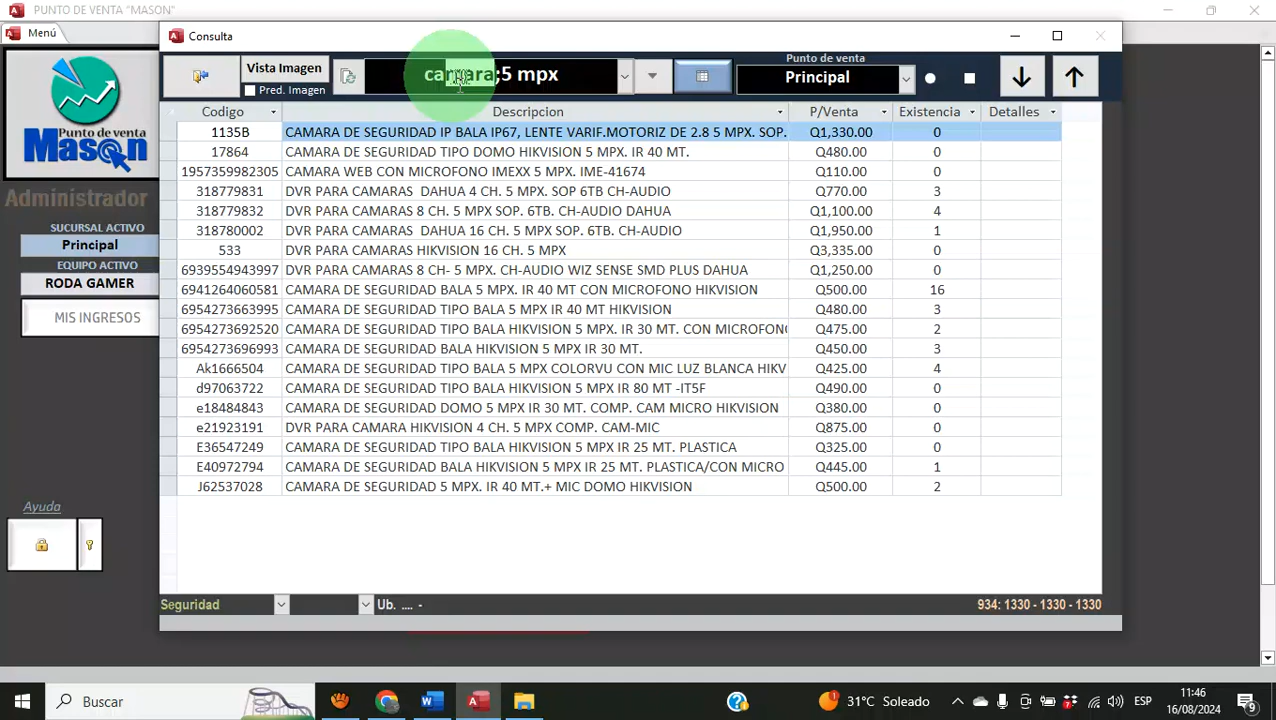 PUNTO DE VENTA "MASON"
Menú
Consulta
Punto de venta
Mason
Administrador
SUCURSAL ACTIVO
Principal
EQUIPO ACTIVO
RODA GAMER
MIS INGRESOS
Ayuda
Vista Imagen
Pred. Imagen
camara;5 mpx
Punto de venta
Principal
Codigo Descripcion P/Venta Existencia Detalles
1135B CAMARA DE SEGURIDAD IP BALA IP67, LENTE VARIF.MOTORIZ DE 2.8 5 MPX. SOP. Q1,330.00 0
17864 CAMARA DE SEGURIDAD TIPO DOMO HIKVISION 5 MPX. IR 40 MT. Q480.00 0
1957359982305 CAMARA WEB CON MICROFONO IMEXX 5 MPX. IME-41674 Q110.00 0
318779831 DVR PARA CAMARAS DAHUA 4 CH. 5 MPX SOP 6TB CH-AUDIO Q770.00 3
318779832 DVR PARA CAMARAS 8 CH. 5 MPX SOP. 6TB. CH-AUDIO DAHUA Q1,100.00 4
318780002 DVR PARA CAMARAS DAHUA 16 CH. 5 MPX SOP. 6TB. CH-AUDIO Q1,950.00 1
533 DVR PARA CAMARAS HIKVISION 16 CH. 5 MPX Q3,335.00 0
6939554943997 DVR PARA CAMARAS 8 CH- 5 MPX. CH-AUDIO WIZ SENSE SMD PLUS DAHUA Q1,250.00 0
6941264060581 CAMARA DE SEGURIDAD BALA 5 MPX. IR 40 MT CON MICROFONO HIKVISION Q500.00 16
6954273663995 CAMARA DE SEGURIDAD TIPO BALA 5 MPX IR 40 MT HIKVISION Q480.00 3
6954273692520 CAMARA DE SEGURIDAD TIPO BALA HIKVISION 5 MPX. IR 30 MT. CON MICROFONO Q475.00 2
6954273696993 CAMARA DE SEGURIDAD BALA HIKVISION 5 MPX IR 30 MT. Q450.00 3
Ak1666504 CAMARA DE SEGURIDAD TIPO BALA 5 MPX COLORVU CON MIC LUZ BLANCA HIKV Q425.00 4
d97063722 CAMARA DE SEGURIDAD TIPO BALA HIKVISION 5 MPX IR 80 MT -IT5F Q490.00 0
e18484843 CAMARA DE SEGURIDAD DOMO 5 MPX IR 30 MT. COMP. CAM MICRO HIKVISION Q380.00 0
e21923191 DVR PARA CAMARA HIKVISION 4 CH. 5 MPX COMP. CAM-MIC Q875.00 0
E36547249 CAMARA DE SEGURIDAD TIPO BALA HIKVISION 5 MPX IR 25 MT. PLASTICA Q325.00 0
E40972794 CAMARA DE SEGURIDAD BALA HIKVISION 5 MPX IR 25 MT. PLASTICA/CON MICRO Q445.00 1
J62537028 CAMARA DE SEGURIDAD 5 MPX. IR 40 MT.+ MIC DOMO HIKVISION Q500.00 2
Seguridad Ub. .... - 934: 1330 - 1330 - 1330
Buscar
31°C Soleado
ESP
11:46
16/08/2024
9